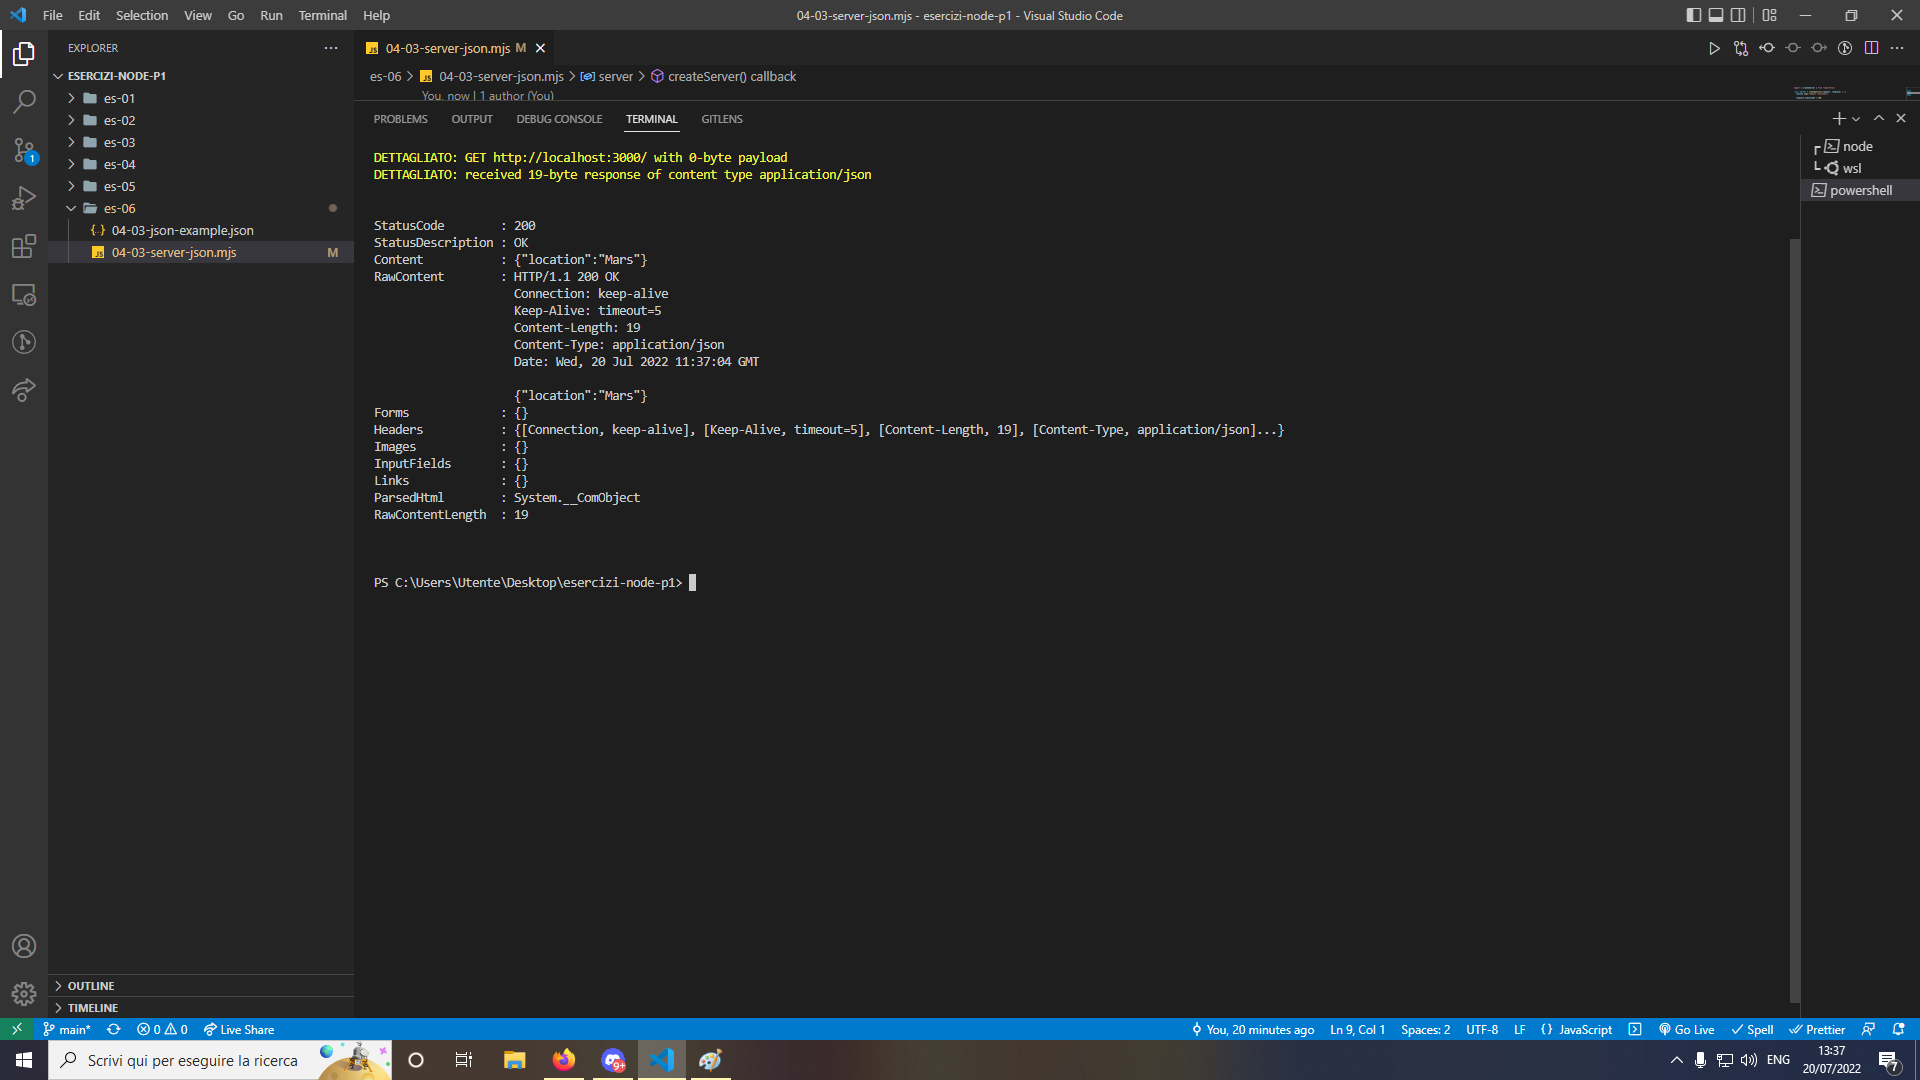 File Edit Selection View Go Run Terminal Help
04-03-server-json.mjs - esercizi-node-p1 - Visual Studio Code
EXPLORER
ESERCIZI-NODE-P1
es-01
es-02
es-03
es-04
es-05
es-06
04-03-json-example.json
04-03-server-json.mjs M
OUTLINE
TIMELINE
04-03-server-json.mjs M
es-06 > 04-03-server-json.mjs > server > createServer() callback
You, now | 1 author (You)
PROBLEMS OUTPUT DEBUG CONSOLE TERMINAL GITLENS
DETTAGLIATO: GET http://localhost:3000/ with 0-byte payload
DETTAGLIATO: received 19-byte response of content type application/json
StatusCode : 200
StatusDescription : OK
Content : {"location":"Mars"}
RawContent : HTTP/1.1 200 OK
Connection: keep-alive
Keep-Alive: timeout=5
Content-Length: 19
Content-Type: application/json
Date: Wed, 20 Jul 2022 11:37:04 GMT
{"location":"Mars"}
Forms : {}
Headers : {[Connection, keep-alive], [Keep-Alive, timeout=5], [Content-Length, 19], [Content-Type, application/json]...}
Images : {}
InputFields : {}
Links : {}
ParsedHtml : System.__ComObject
RawContentLength : 19
PS C:\Users\Utente\Desktop\esercizi-node-p1>
node
wsl
powershell
1
main* 0 0 Live Share
You, 20 minutes ago Ln 9, Col 1 Spaces: 2 UTF-8 LF {} JavaScript Go Live Spell Prettier
Scrivi qui per eseguire la ricerca
9+
ENG
13:37
20/07/2022
7